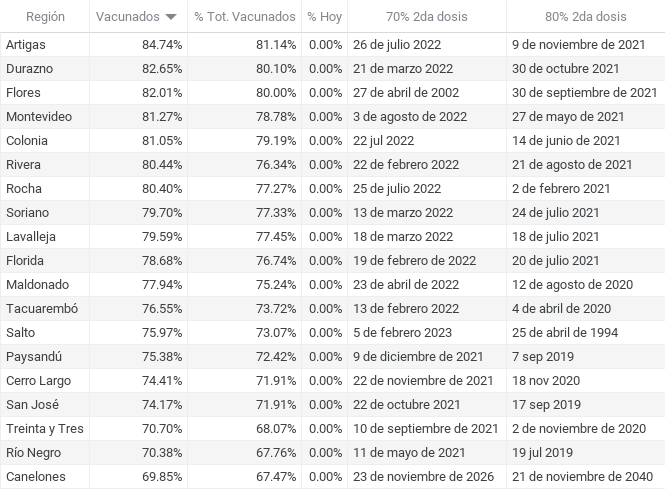 Región Vacunados % Tot. Vacunados % Hoy 70% 2da dosis 80% 2da dosis
Artigas 84.74% 81.14% 0.00% 26 de julio 2022 9 de noviembre de 2021
Durazno 82.65% 80.10% 0.00% 21 de marzo 2022 30 de octubre 2021
Flores 82.01% 80.00% 0.00% 27 de abril de 2002 30 de septiembre de 2021
Montevideo 81.27% 78.78% 0.00% 3 de agosto de 2022 27 de mayo de 2021
Colonia 81.05% 79.19% 0.00% 22 jul 2022 14 de junio de 2021
Rivera 80.44% 76.34% 0.00% 22 de febrero 2022 21 de agosto de 2021
Rocha 80.40% 77.27% 0.00% 25 de julio 2022 2 de febrero 2021
Soriano 79.70% 77.33% 0.00% 13 de marzo 2022 24 de julio 2021
Lavalleja 79.59% 77.45% 0.00% 18 de marzo 2022 18 de julio 2021
Florida 78.68% 76.74% 0.00% 19 de febrero de 2022 20 de julio 2021
Maldonado 77.94% 75.24% 0.00% 23 de abril de 2022 12 de agosto de 2020
Tacuarembó 76.55% 73.72% 0.00% 13 de febrero 2022 4 de abril de 2020
Salto 75.97% 73.07% 0.00% 5 de febrero 2023 25 de abril de 1994
Paysandú 75.38% 72.42% 0.00% 9 de diciembre de 2021 7 sep 2019
Cerro Largo 74.41% 71.91% 0.00% 22 de noviembre de 2021 18 nov 2020
San José 74.17% 71.91% 0.00% 22 de octubre 2021 17 sep 2019
Treinta y Tres 70.70% 68.07% 0.00% 10 de septiembre de 2021 2 de noviembre de 2020
Río Negro 70.38% 67.76% 0.00% 11 de mayo de 2021 19 jul 2019
Canelones 69.85% 67.47% 0.00% 23 de noviembre de 2026 21 de noviembre de 2040